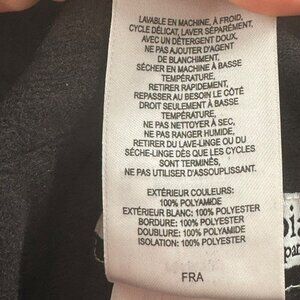 LAVABLE EN MACHINE, À FROID,
CYCLE DÉLICAT, LAVER SÉPARÉMENT,
AVEC UN DÉTERGENT DOUX.
NE PAS AJOUTER D'AGENT
DE BLANCHIMENT,
SÉCHER EN MACHINE À BASSE
TEMPÉRATURE,
RETIRER RAPIDEMENT,
REPASSER AU BESOIN LE CÔTÉ
DROIT SEULEMENT À BASSE
TEMPÉRATURE,
NE PAS NETTOYER À SEC,
NE PAS RANGER HUMIDE,
RETIRER DU LAVE-LINGE OU DU
SÈCHE-LINGE DÈS QUE LES CYCLES
SONT TERMINÉS,
NE PAS UTILISER D'ASSOUPLISSANT.
EXTÉRIEUR COULEURS:
100% POLYAMIDE
EXTÉRIEUR BLANC: 100% POLYESTER
BORDURE: 100% POLYESTER
DOUBLURE: 100% POLYESTER
ISOLATION: 100% POLYESTER
FRA